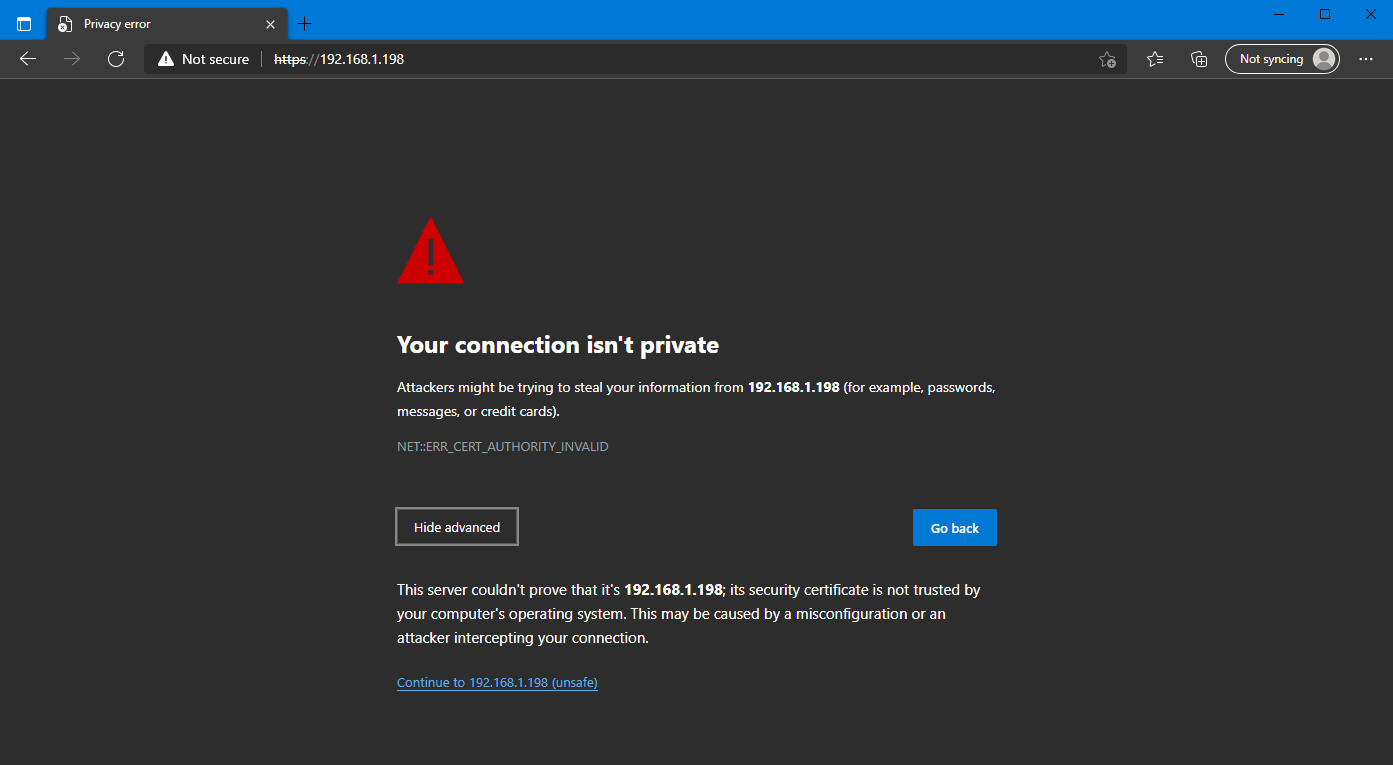 Privacy error
Not secure https://192.168.1.198 Not syncing
Your connection isn't private
Attackers might be trying to steal your information from 192.168.1.198 (for example, passwords,
messages, or credit cards).
NET::ERR_CERT_AUTHORITY_INVALID
Hide advanced Go back
This server couldn't prove that it's 192.168.1.198; its security certificate is not trusted by
your computer's operating system. This may be caused by a misconfiguration or an
attacker intercepting your connection.
Continue to 192.168.1.198 (unsafe)